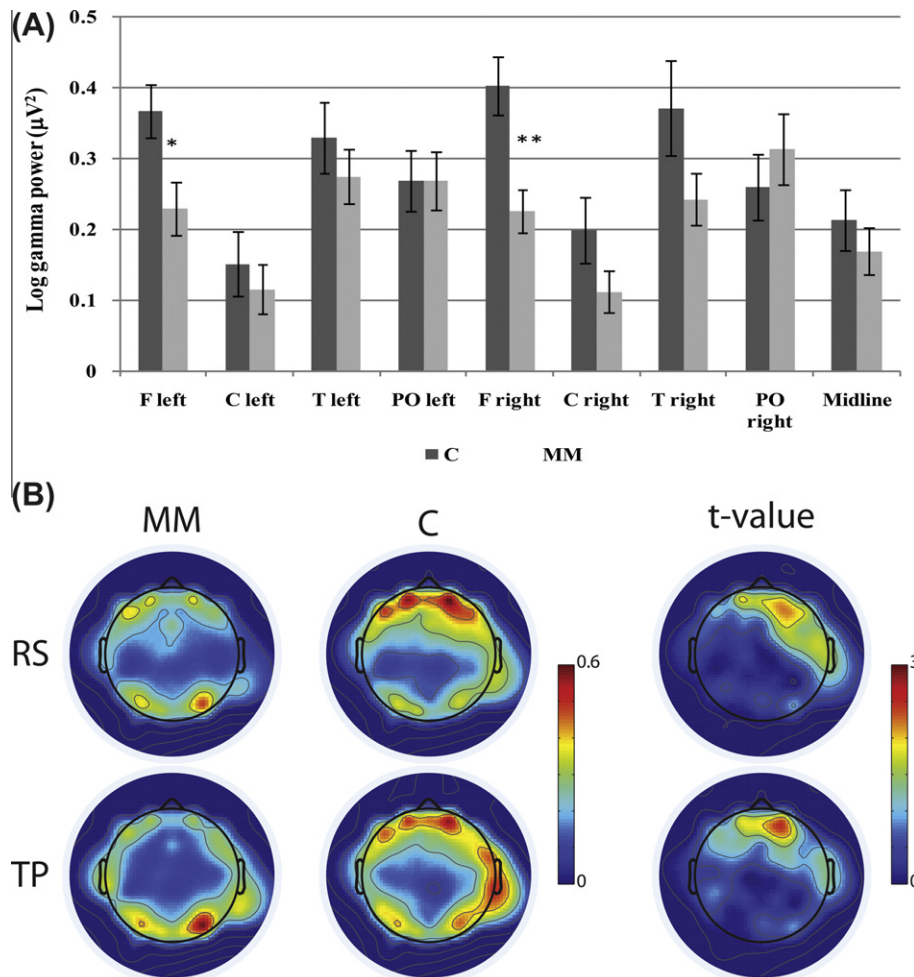 (A)
Log gamma power (µV²)
0.5
0.4
0.3
0.2
0.1
0
*
**
F left C left T left PO left F right C right T right PO right Midline
C MM
(B)
MM C t-value
RS
TP
0.6
0
3
0